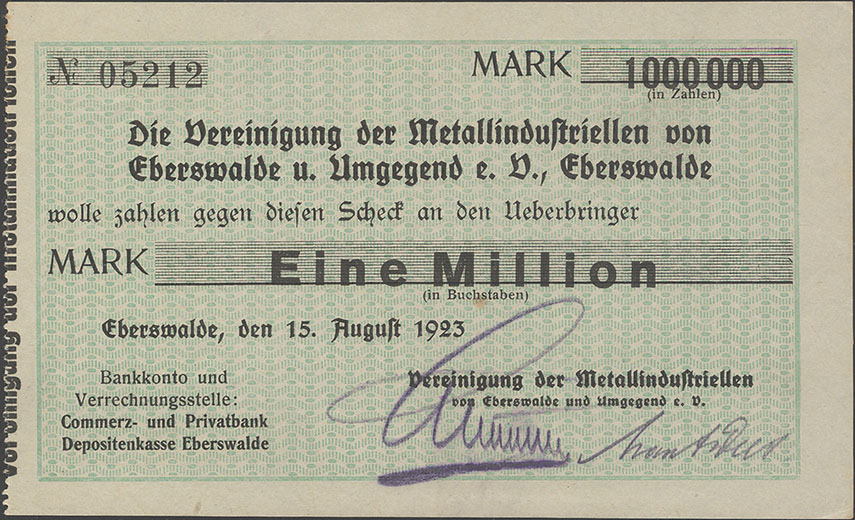 № 05212
MARK 1000000
(in Zahlen)
Die Vereinigung der Metallindustriellen von
Eberswalde u. Umgegend e. V., Eberswalde
wolle zahlen gegen diesen Scheck an den Ueberbringer
MARK Eine Million
(in Buchstaben)
Eberswalde, den 15. August 1923
Bankkonto und
Verrechnungsstelle:
Commerz- und Privatbank
Depositenkasse Eberswalde
Vereinigung der Metallindustriellen
von Eberswalde und Umgegend e. V.